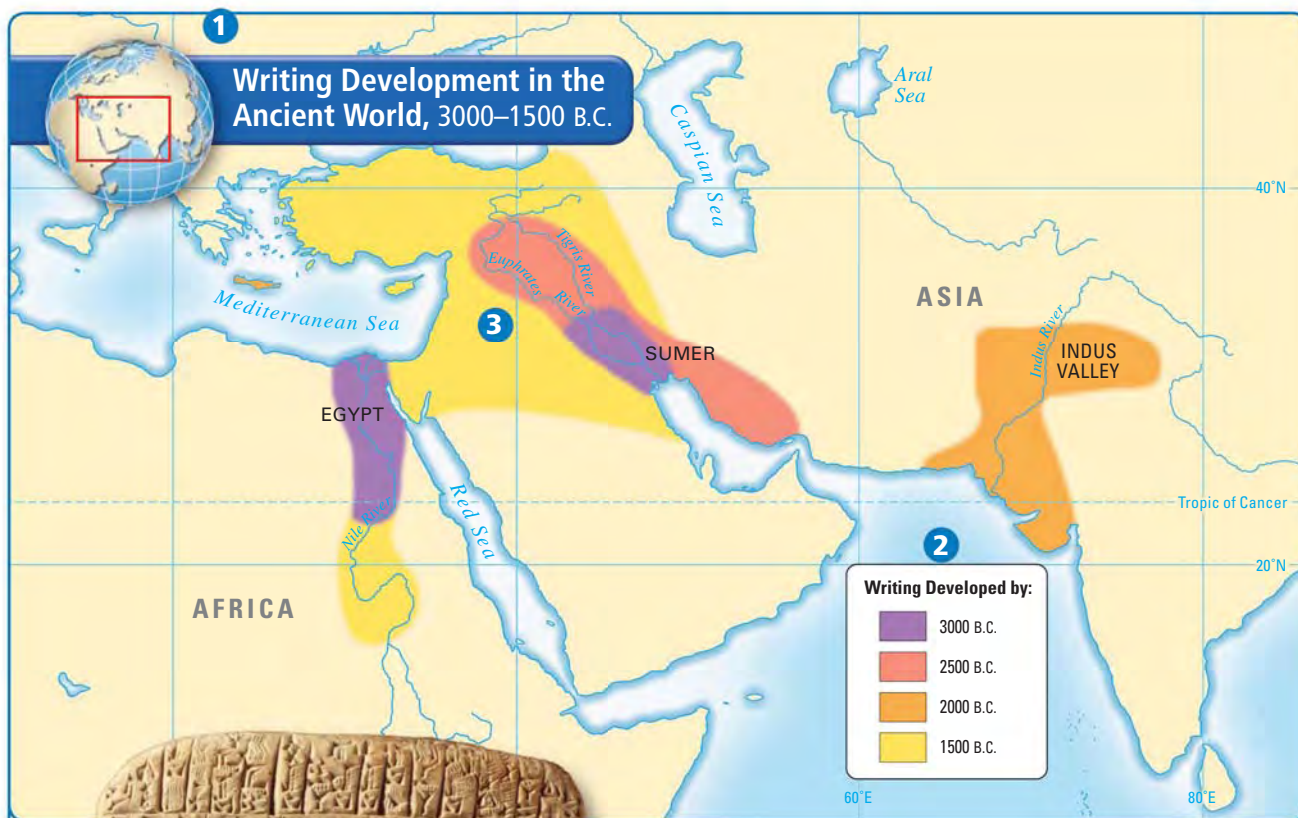 1
Writing Development in the
Ancient World, 3000–1500 B.C.
Aral
Sea
Caspian Sea
40°N
Tigris River
Euphrates River
ASIA
Mediterranean Sea
3
Indus River
INDUS
VALLEY
SUMER
EGYPT
Red Sea
Tropic of Cancer
Nile River
2
20°N
AFRICA
Writing Developed by:
3000 B.C.
2500 B.C.
2000 B.C.
1500 B.C.
60°E
80°E